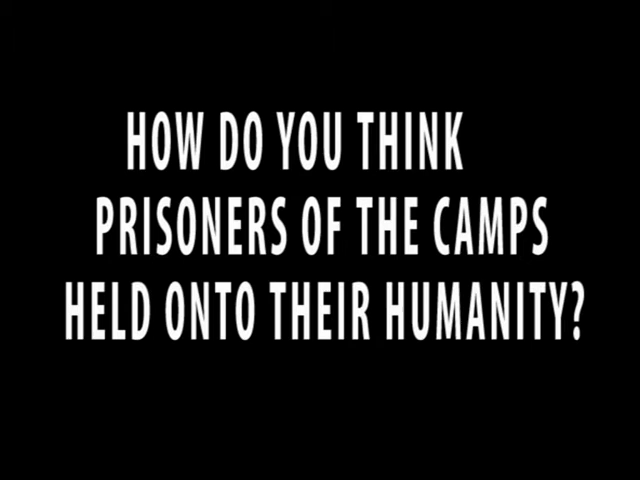 HOW DO YOU THINK
PRISONERS OF THE CAMPS
HELD ONTO THEIR HUMANITY?